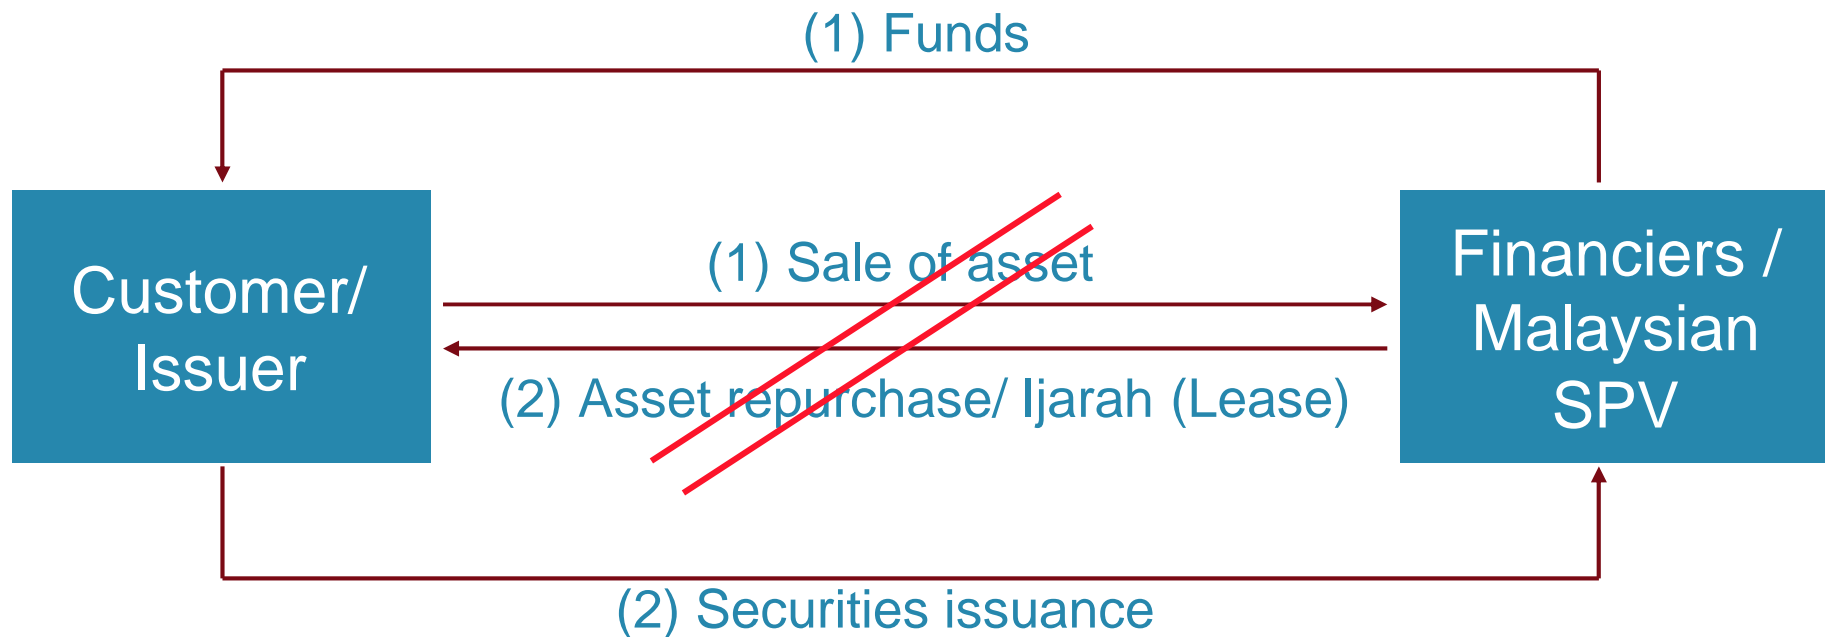 (1) Funds
Customer/
Issuer
(1) Sale of asset
(2) Asset repurchase/ Ijarah (Lease)
Financiers /
Malaysian
SPV
(2) Securities issuance